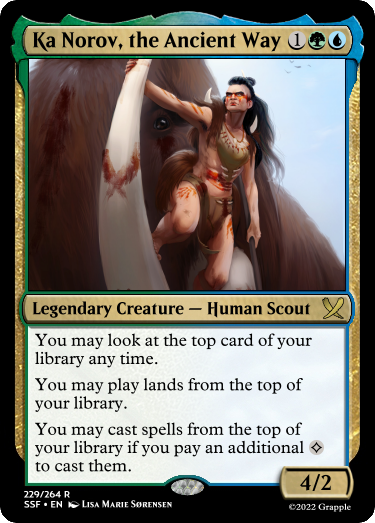 Ka Norov, the Ancient Way 1
Legendary Creature — Human Scout
You may look at the top card of your
library any time.
You may play lands from the top of
your library.
You may cast spells from the top of
your library if you pay an additional
to cast them.
4/2
229/264 R
SSF • EN Lisa Marie Sørensen
©2022 Grapple